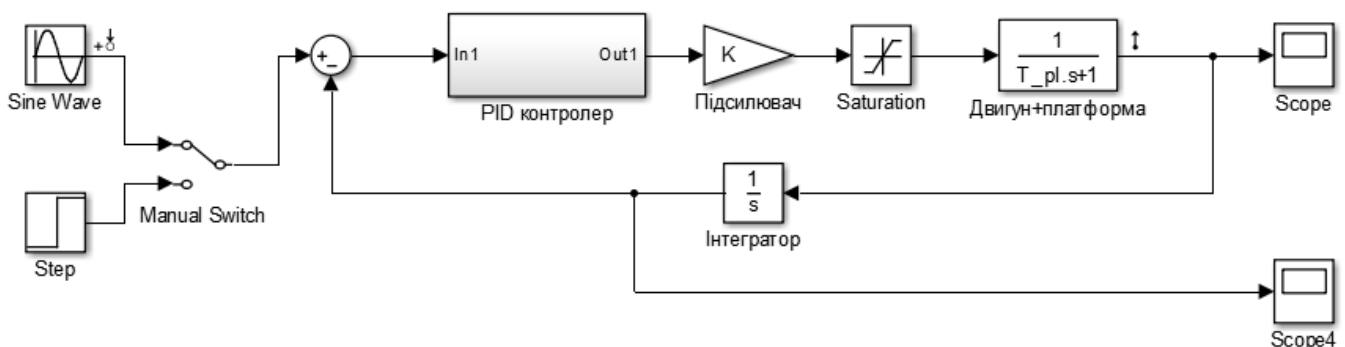 Sine Wave
Step
Manual Switch
+
-
In1
Out1
PID контролер
K
Підсилювач
Saturation
1
T_pl.s+1
Двигун+платформа
Scope
1
s
Інтегратор
Scope4